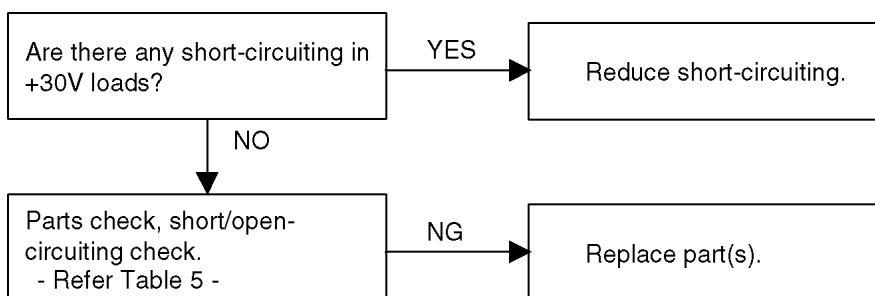 Are there any short-circuiting in
+30V loads?
YES
Reduce short-circuiting.
NO
Parts check, short/open-
circuiting check.
- Refer Table 5 -
NG
Replace part(s).